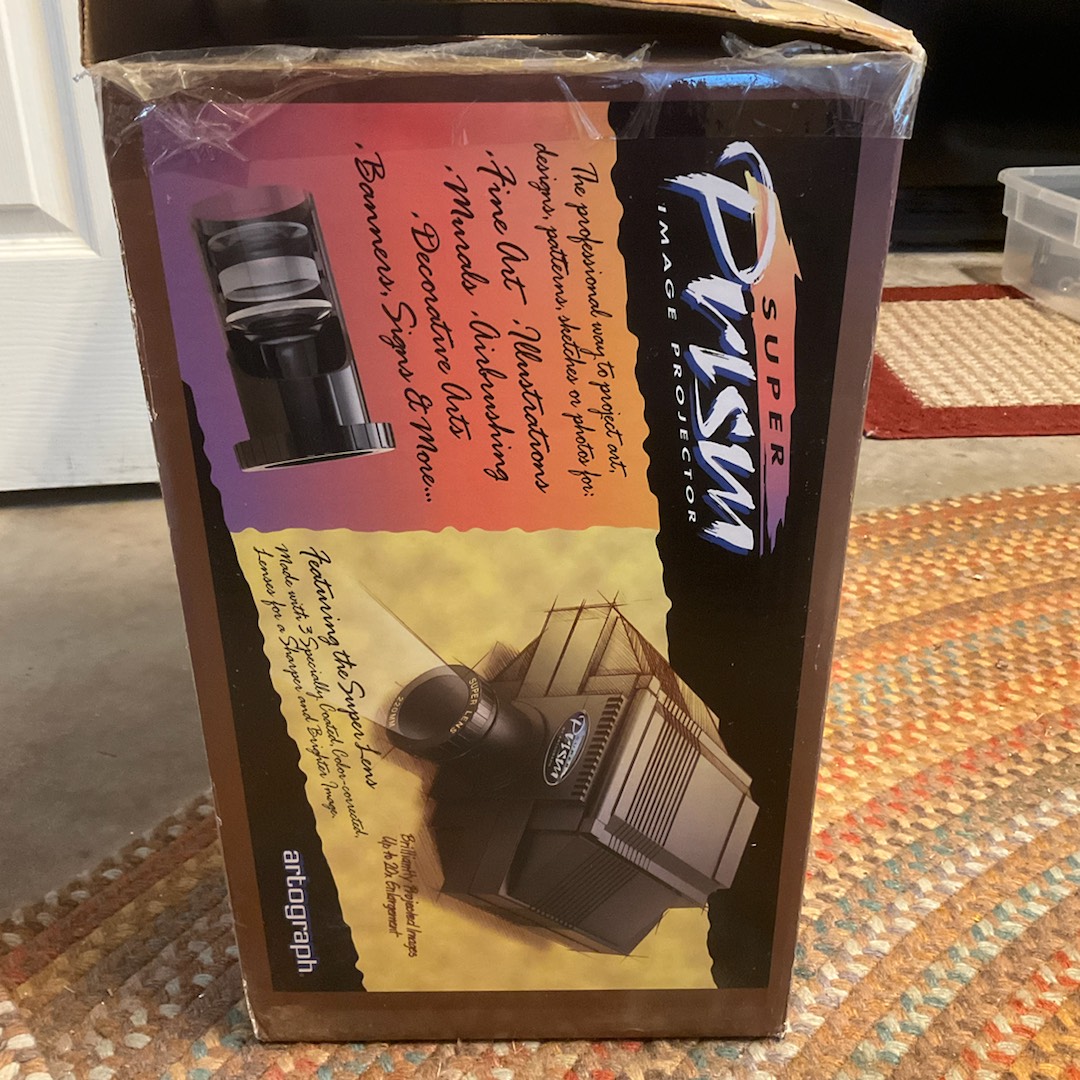 SUPER
PRISM
IMAGE PROJECTOR
The professional way to project art,
designs, patterns, sketches or photos for:
·Fine Art ·Illustrations
·Murals ·Airbrushing
·Decorative Arts
·Banners, Signs & More...
SUPER LENS
220MM
PRISM
Featuring the Super Lens
Made with 3 Specially Coated, Color-corrected,
Lenses for a Sharper and Brighter Image.
Brilliantly Projected Images
Up to 20x Enlargement
artograph